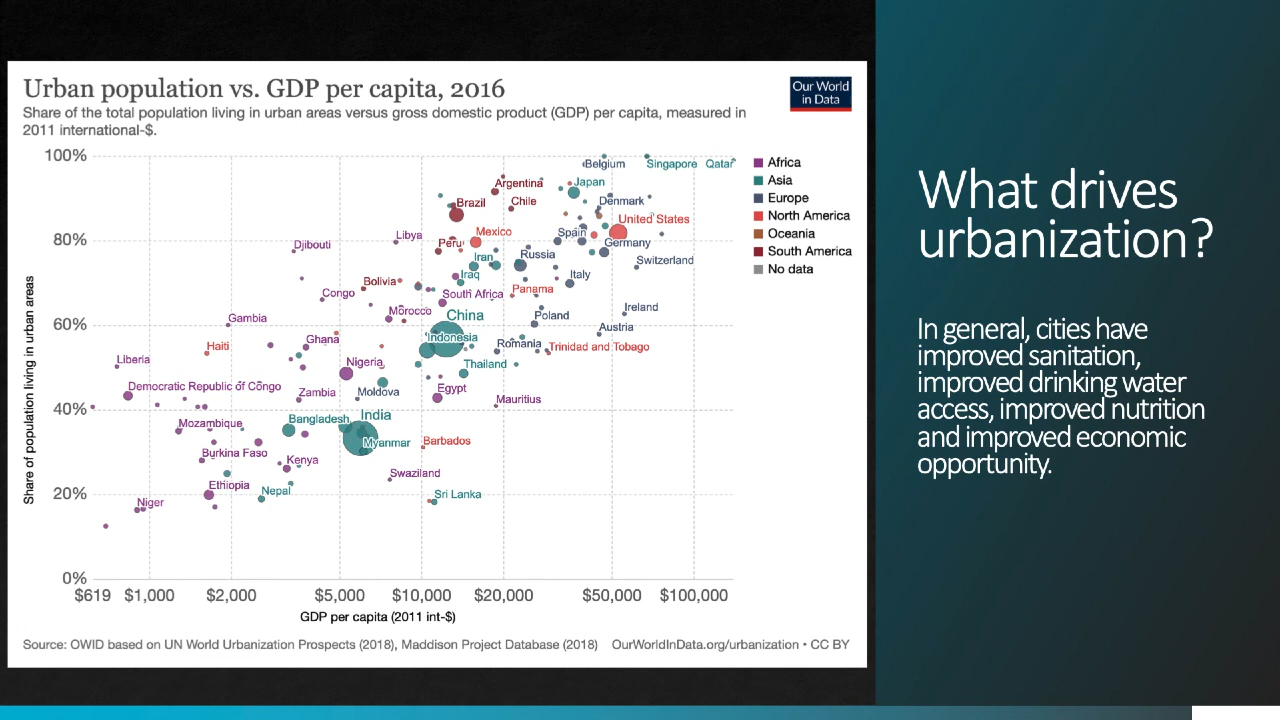 Urban population vs. GDP per capita, 2016
Our World
in Data
Share of the total population living in urban areas versus gross domestic product (GDP) per capita, measured in
2011 international-$.
100%
80%
60%
40%
20%
0%
Share of population living in urban areas
Belgium
Singapore
Qatar
Argentina
Japan
Brazil
Chile
Denmark
United States
Libya
Mexico
Djibouti
Peru
Spain
Germany
Iran
Russia
Switzerland
Iraq
Italy
Bolivia
Panama
Congo
South Africa
Morocco
Ireland
China
Poland
Gambia
Austria
Ghana
Indonesia
Haiti
Romania
Trinidad and Tobago
Liberia
Nigeria
Thailand
Democratic Republic of Congo
Zambia
Moldova
Egypt
Mauritius
Mozambique
Bangladesh
India
Myanmar
Barbados
Burkina Faso
Kenya
Swaziland
Ethiopia
Nepal
Sri Lanka
Niger
$619
$1,000
$2,000
$5,000
$10,000
$20,000
$50,000
$100,000
GDP per capita (2011 int-$)
Africa
Asia
Europe
North America
Oceania
South America
No data
Source: OWID based on UN World Urbanization Prospects (2018), Maddison Project Database (2018)
OurWorldInData.org/urbanization • CC BY
What drives
urbanization?
In general, cities have
improved sanitation,
improved drinking water
access, improved nutrition
and improved economic
opportunity.